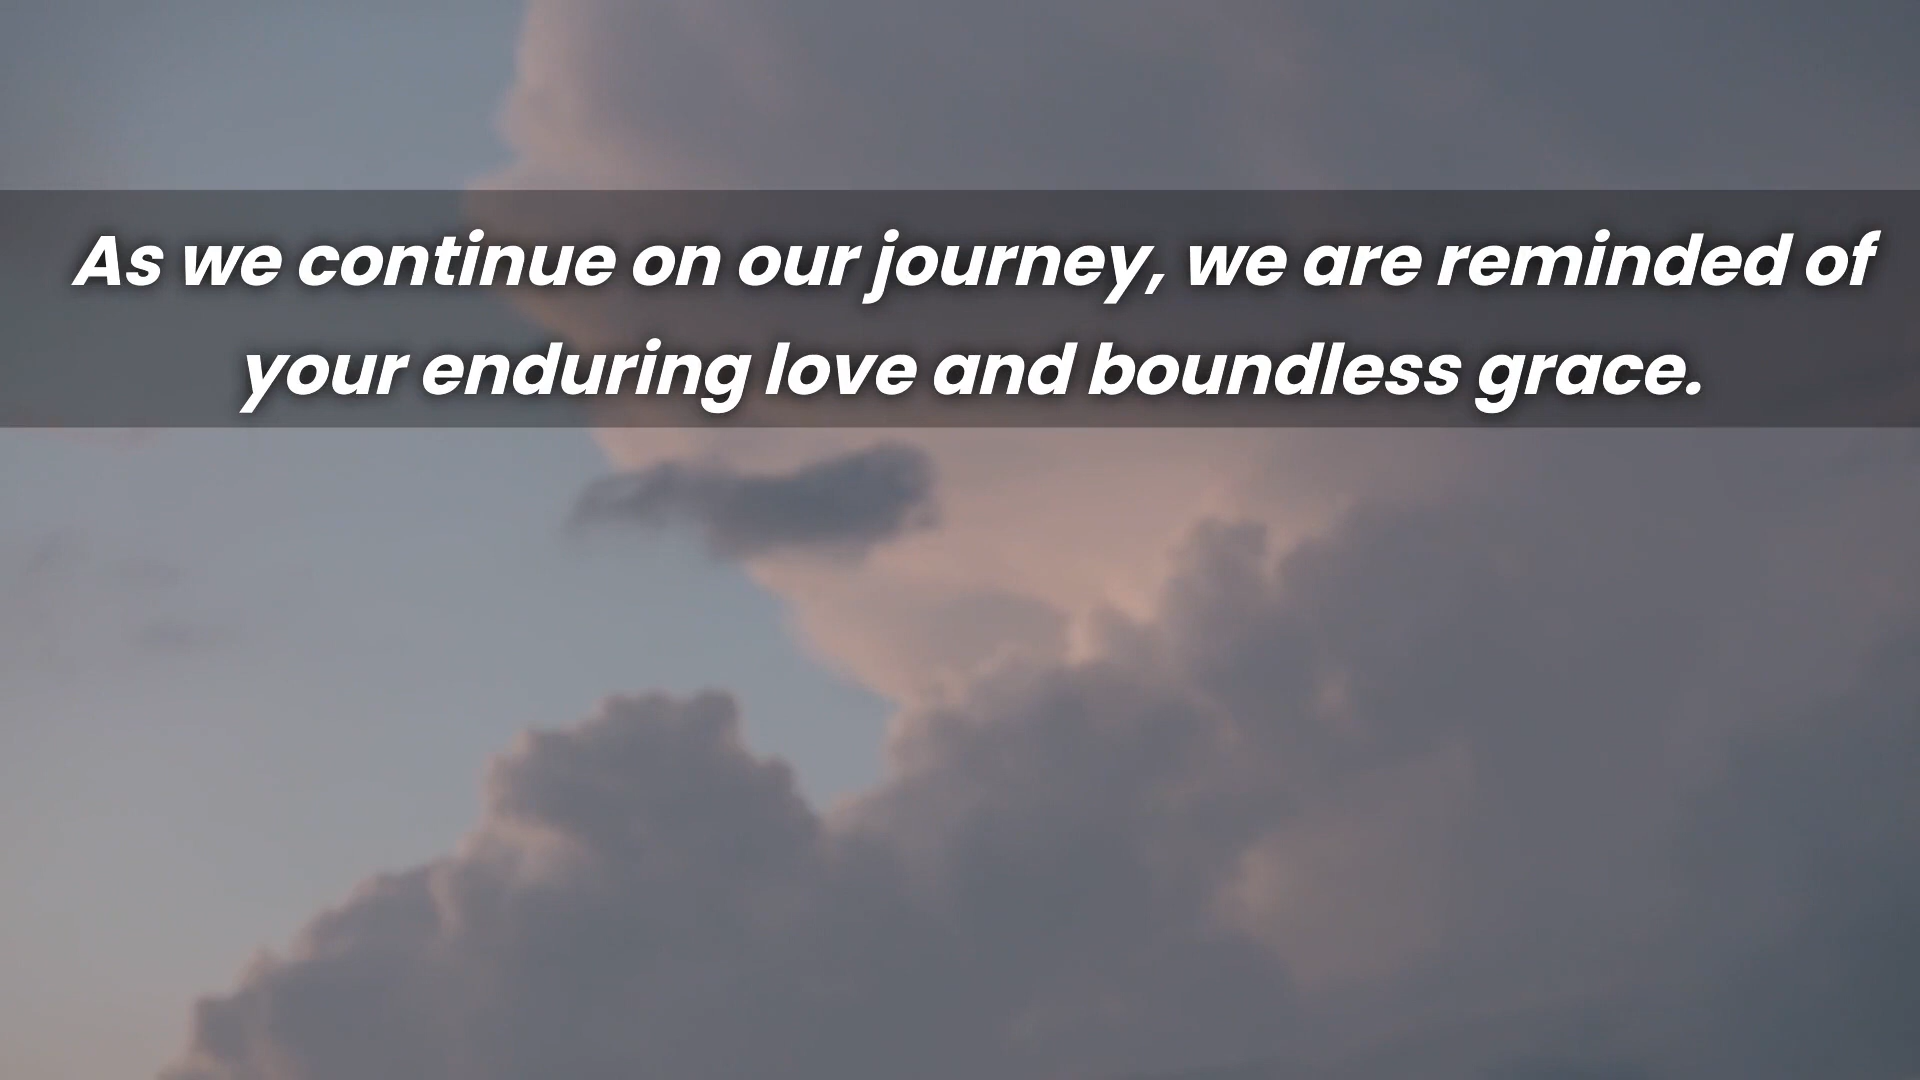 As we continue on our journey, we are reminded of
your enduring love and boundless grace.